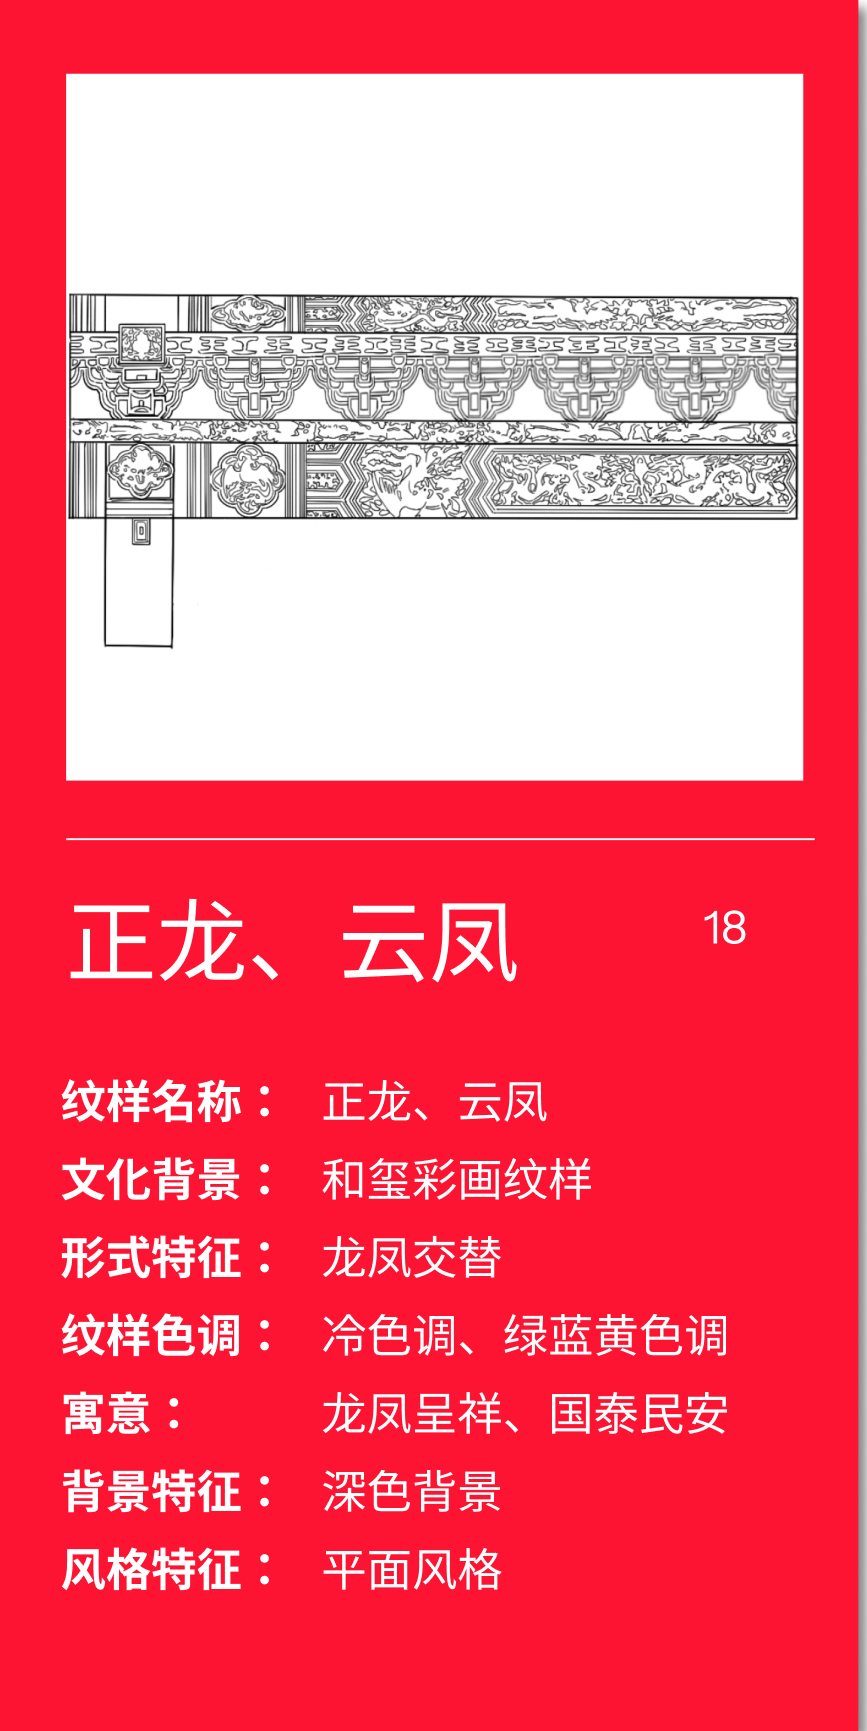 正龙、云凤
18
纹样名称： 正龙、云凤
文化背景： 和玺彩画纹样
形式特征： 龙凤交替
纹样色调： 冷色调、绿蓝黄色调
寓意： 龙凤呈祥、国泰民安
背景特征： 深色背景
风格特征： 平面风格